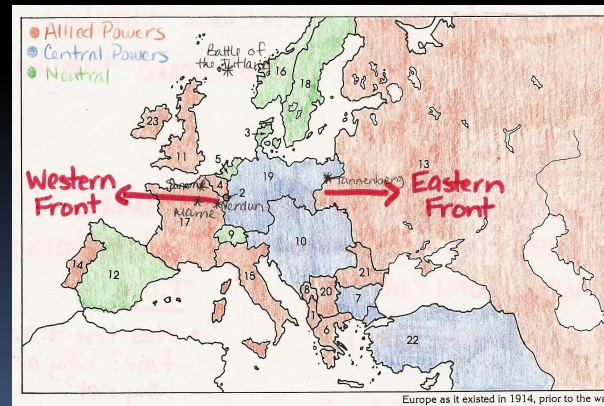 Allied Powers
Central Powers
Neutral
Battle of
the Jutland
16
18
3
23
11
5
4
19
2
13
Tannenberg
Western
Front
Somme
Verdun
Marne
17
Eastern
Front
9
10
14
12
15
21
8
20
7
6
22
Europe as it existed in 1914, prior to the wa